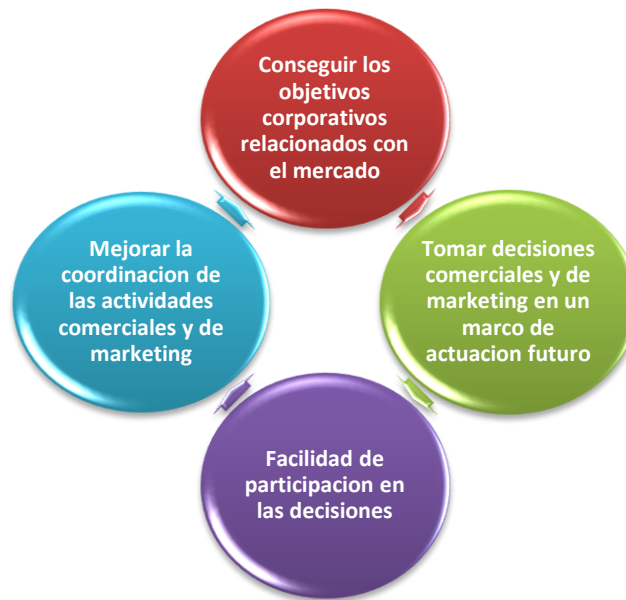 Conseguir los
objetivos
corporativos
relacionados con
el mercado
Tomar decisiones
comerciales y de
marketing en un
marco de
actuacion futuro
Facilidad de
participacion en
las decisiones
Mejorar la
coordinacion de
las actividades
comerciales y de
marketing